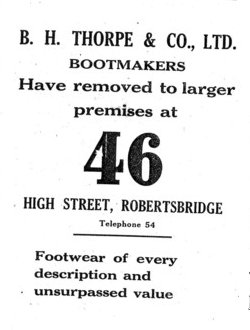 B. H. THORPE & CO., LTD.
BOOTMAKERS
Have removed to larger
premises at
46
HIGH STREET, ROBERTSBRIDGE
Telephone 54
Footwear of every
description and
unsurpassed value